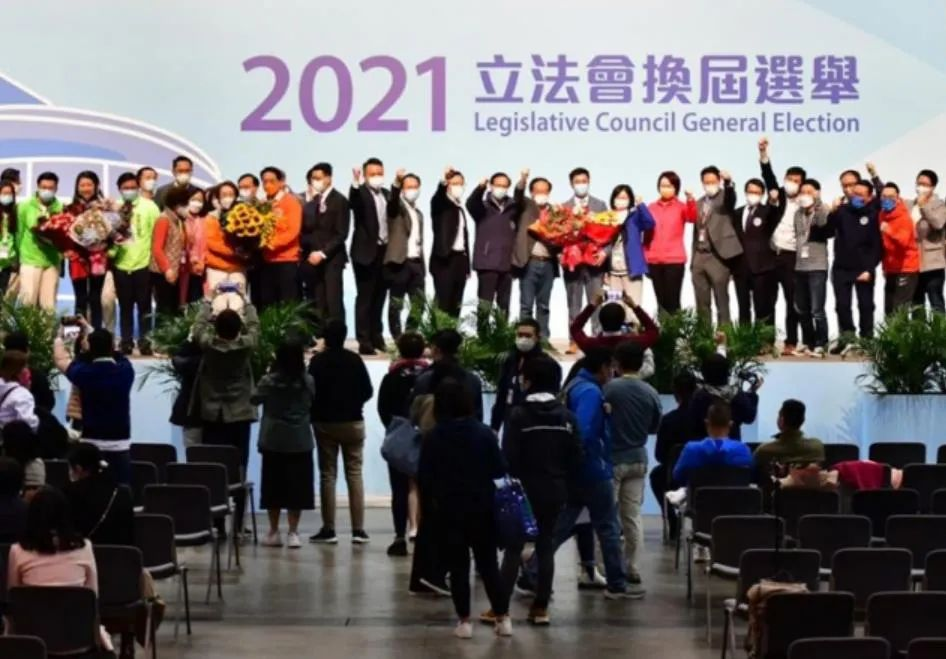 2021 立法會換屆選舉
Legislative Council General Election